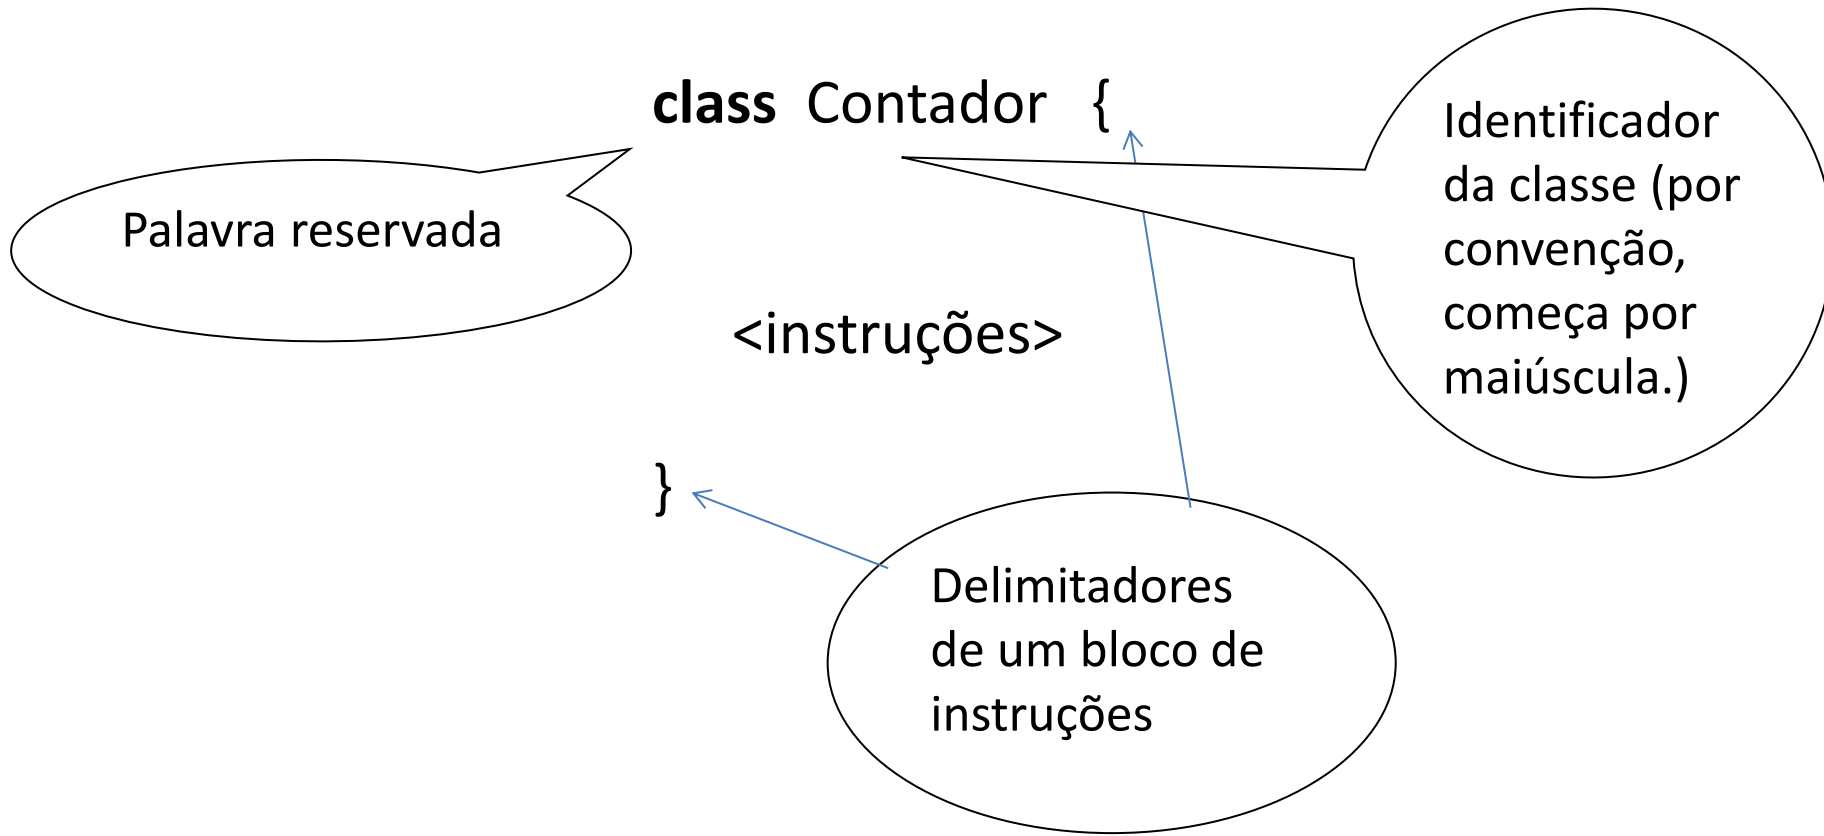 class Contador {
Palavra reservada
Identificador
da classe (por
convenção,
começa por
maiúscula.)
<instruções>
}
Delimitadores
de um bloco de
instruções